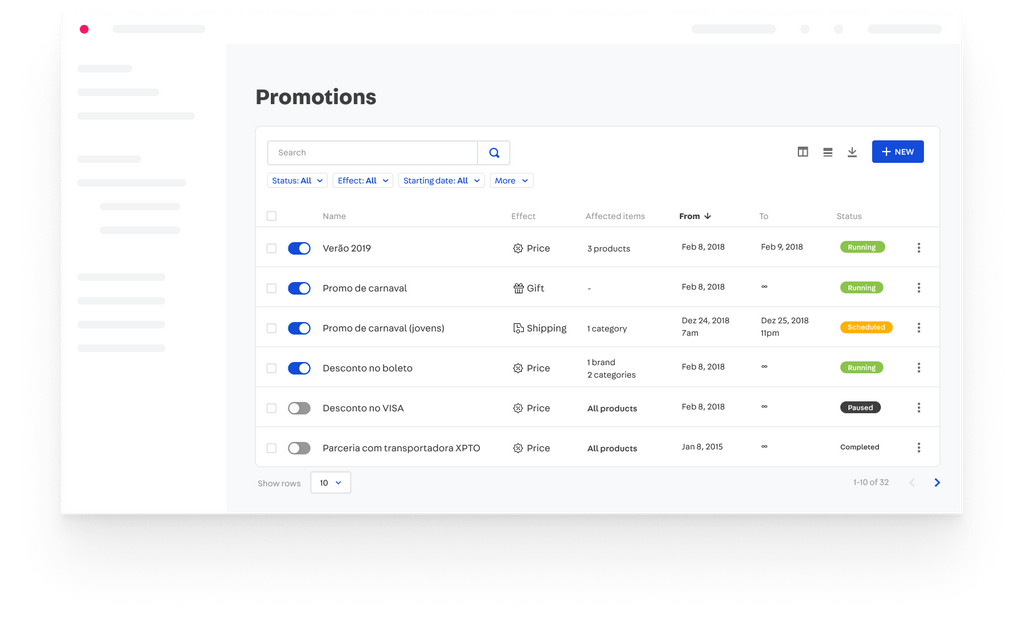 Promotions
Search
+ NEW
Status: All
Effect: All
Starting date: All
More
Name Effect Affected items From To Status
Verão 2019 Price 3 products Feb 8, 2018 Feb 9, 2018 Running
Promo de carnaval Gift - Feb 8, 2018 ∞ Running
Promo de carnaval (jovens) Shipping 1 category Dez 24, 2018 Dez 25, 2018 Scheduled
7am 11pm
Desconto no boleto Price 1 brand Feb 8, 2018 ∞ Running
2 categories
Desconto no VISA Price All products Feb 8, 2018 ∞ Paused
Parceria com transportadora XPTO Price All products Jan 8, 2015 ∞ Completed
Show rows 10 1-10 of 32